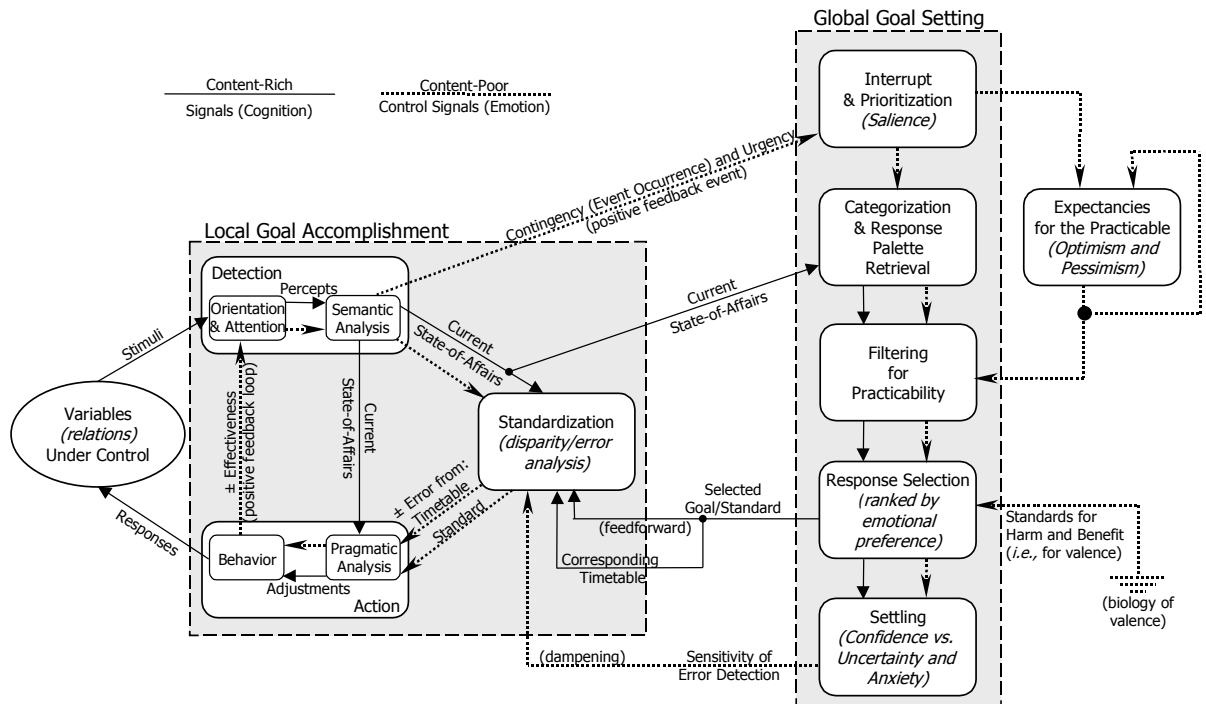 Global Goal Setting
Content-Rich
Signals (Cognition)
Content-Poor
Control Signals (Emotion)
Interrupt
& Prioritization
(Salience)
Contingency (Event Occurrence) and Urgency
(positive feedback event)
Categorization
& Response
Palette
Retrieval
Expectancies
for the Practicable
(Optimism and
Pessimism)
Local Goal Accomplishment
Detection
Percepts
Orientation
& Attention
Semantic
Analysis
Current
State-of-Affairs
Current
State-of-Affairs
Stimuli
Filtering
for
Practicability
Variables
(relations)
Under Control
± Effectiveness
(positive feedback loop)
Current
State-of-Affairs
Standardization
(disparity/error
analysis)
± Error from:
Timetable
Standard
Selected
Goal/Standard
(feedforward)
Corresponding
Timetable
Response Selection
(ranked by
emotional
preference)
Standards for
Harm and Benefit
(i.e., for valence)
(biology of
valence)
Responses
Behavior
Pragmatic
Analysis
Adjustments
Action
Settling
(Confidence vs.
Uncertainty and
Anxiety)
(dampening)
Sensitivity of
Error Detection